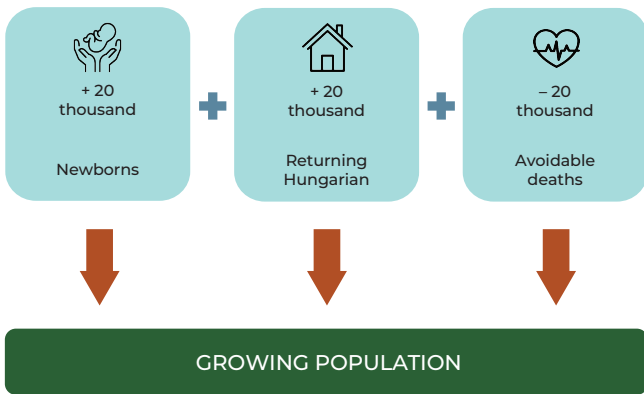 + 20
thousand
Newborns
+ 20
thousand
Returning
Hungarian
– 20
thousand
Avoidable
deaths
GROWING POPULATION